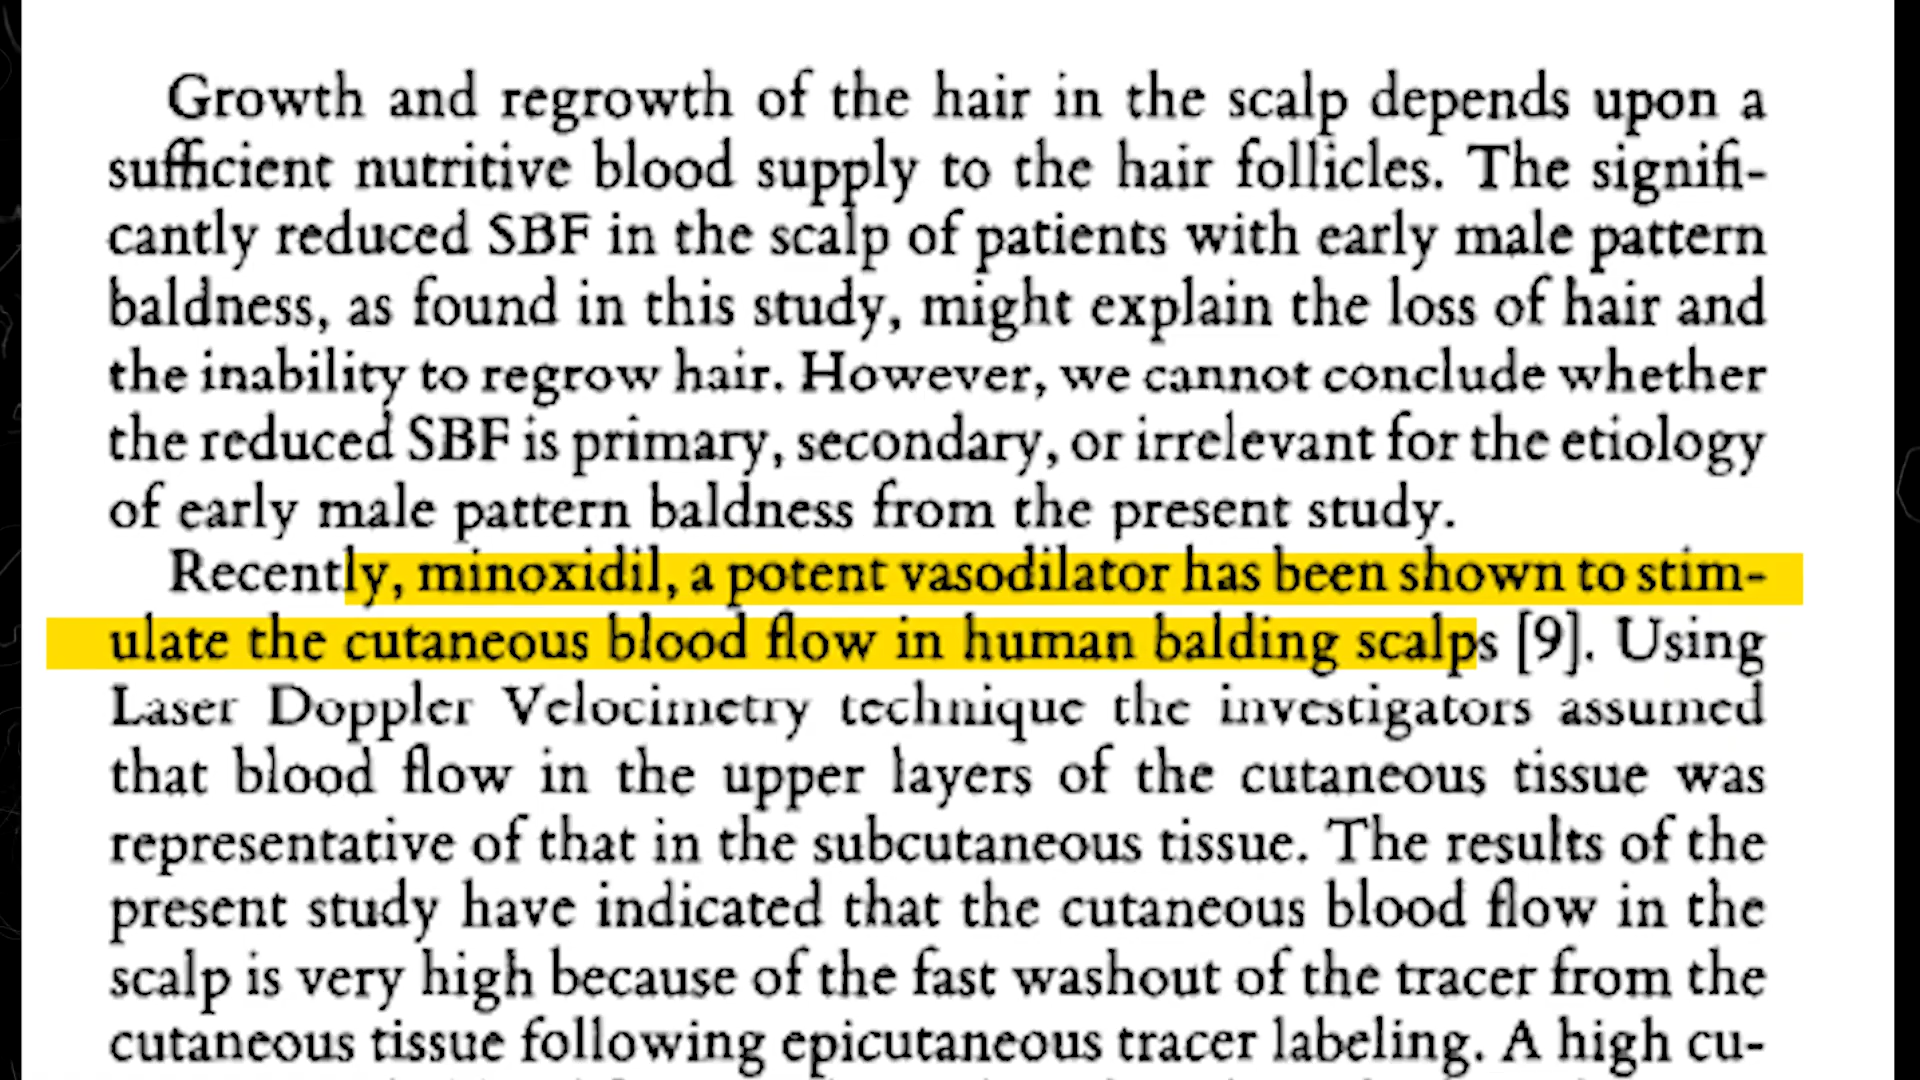 Growth and regrowth of the hair in the scalp depends upon a
sufficient nutritive blood supply to the hair follicles. The signifi-
cantly reduced SBF in the scalp of patients with early male pattern
baldness, as found in this study, might explain the loss of hair and
the inability to regrow hair. However, we cannot conclude whether
the reduced SBF is primary, secondary, or irrelevant for the etiology
of early male pattern baldness from the present study.
Recently, minoxidil, a potent vasodilator has been shown to stim-
ulate the cutaneous blood flow in human balding scalps [9]. Using
Laser Doppler Velocimetry technique the investigators assumed
that blood flow in the upper layers of the cutaneous tissue was
representative of that in the subcutaneous tissue. The results of the
present study have indicated that the cutaneous blood flow in the
scalp is very high because of the fast washout of the tracer from the
cutaneous tissue following epicutaneous tracer labeling. A high cu-